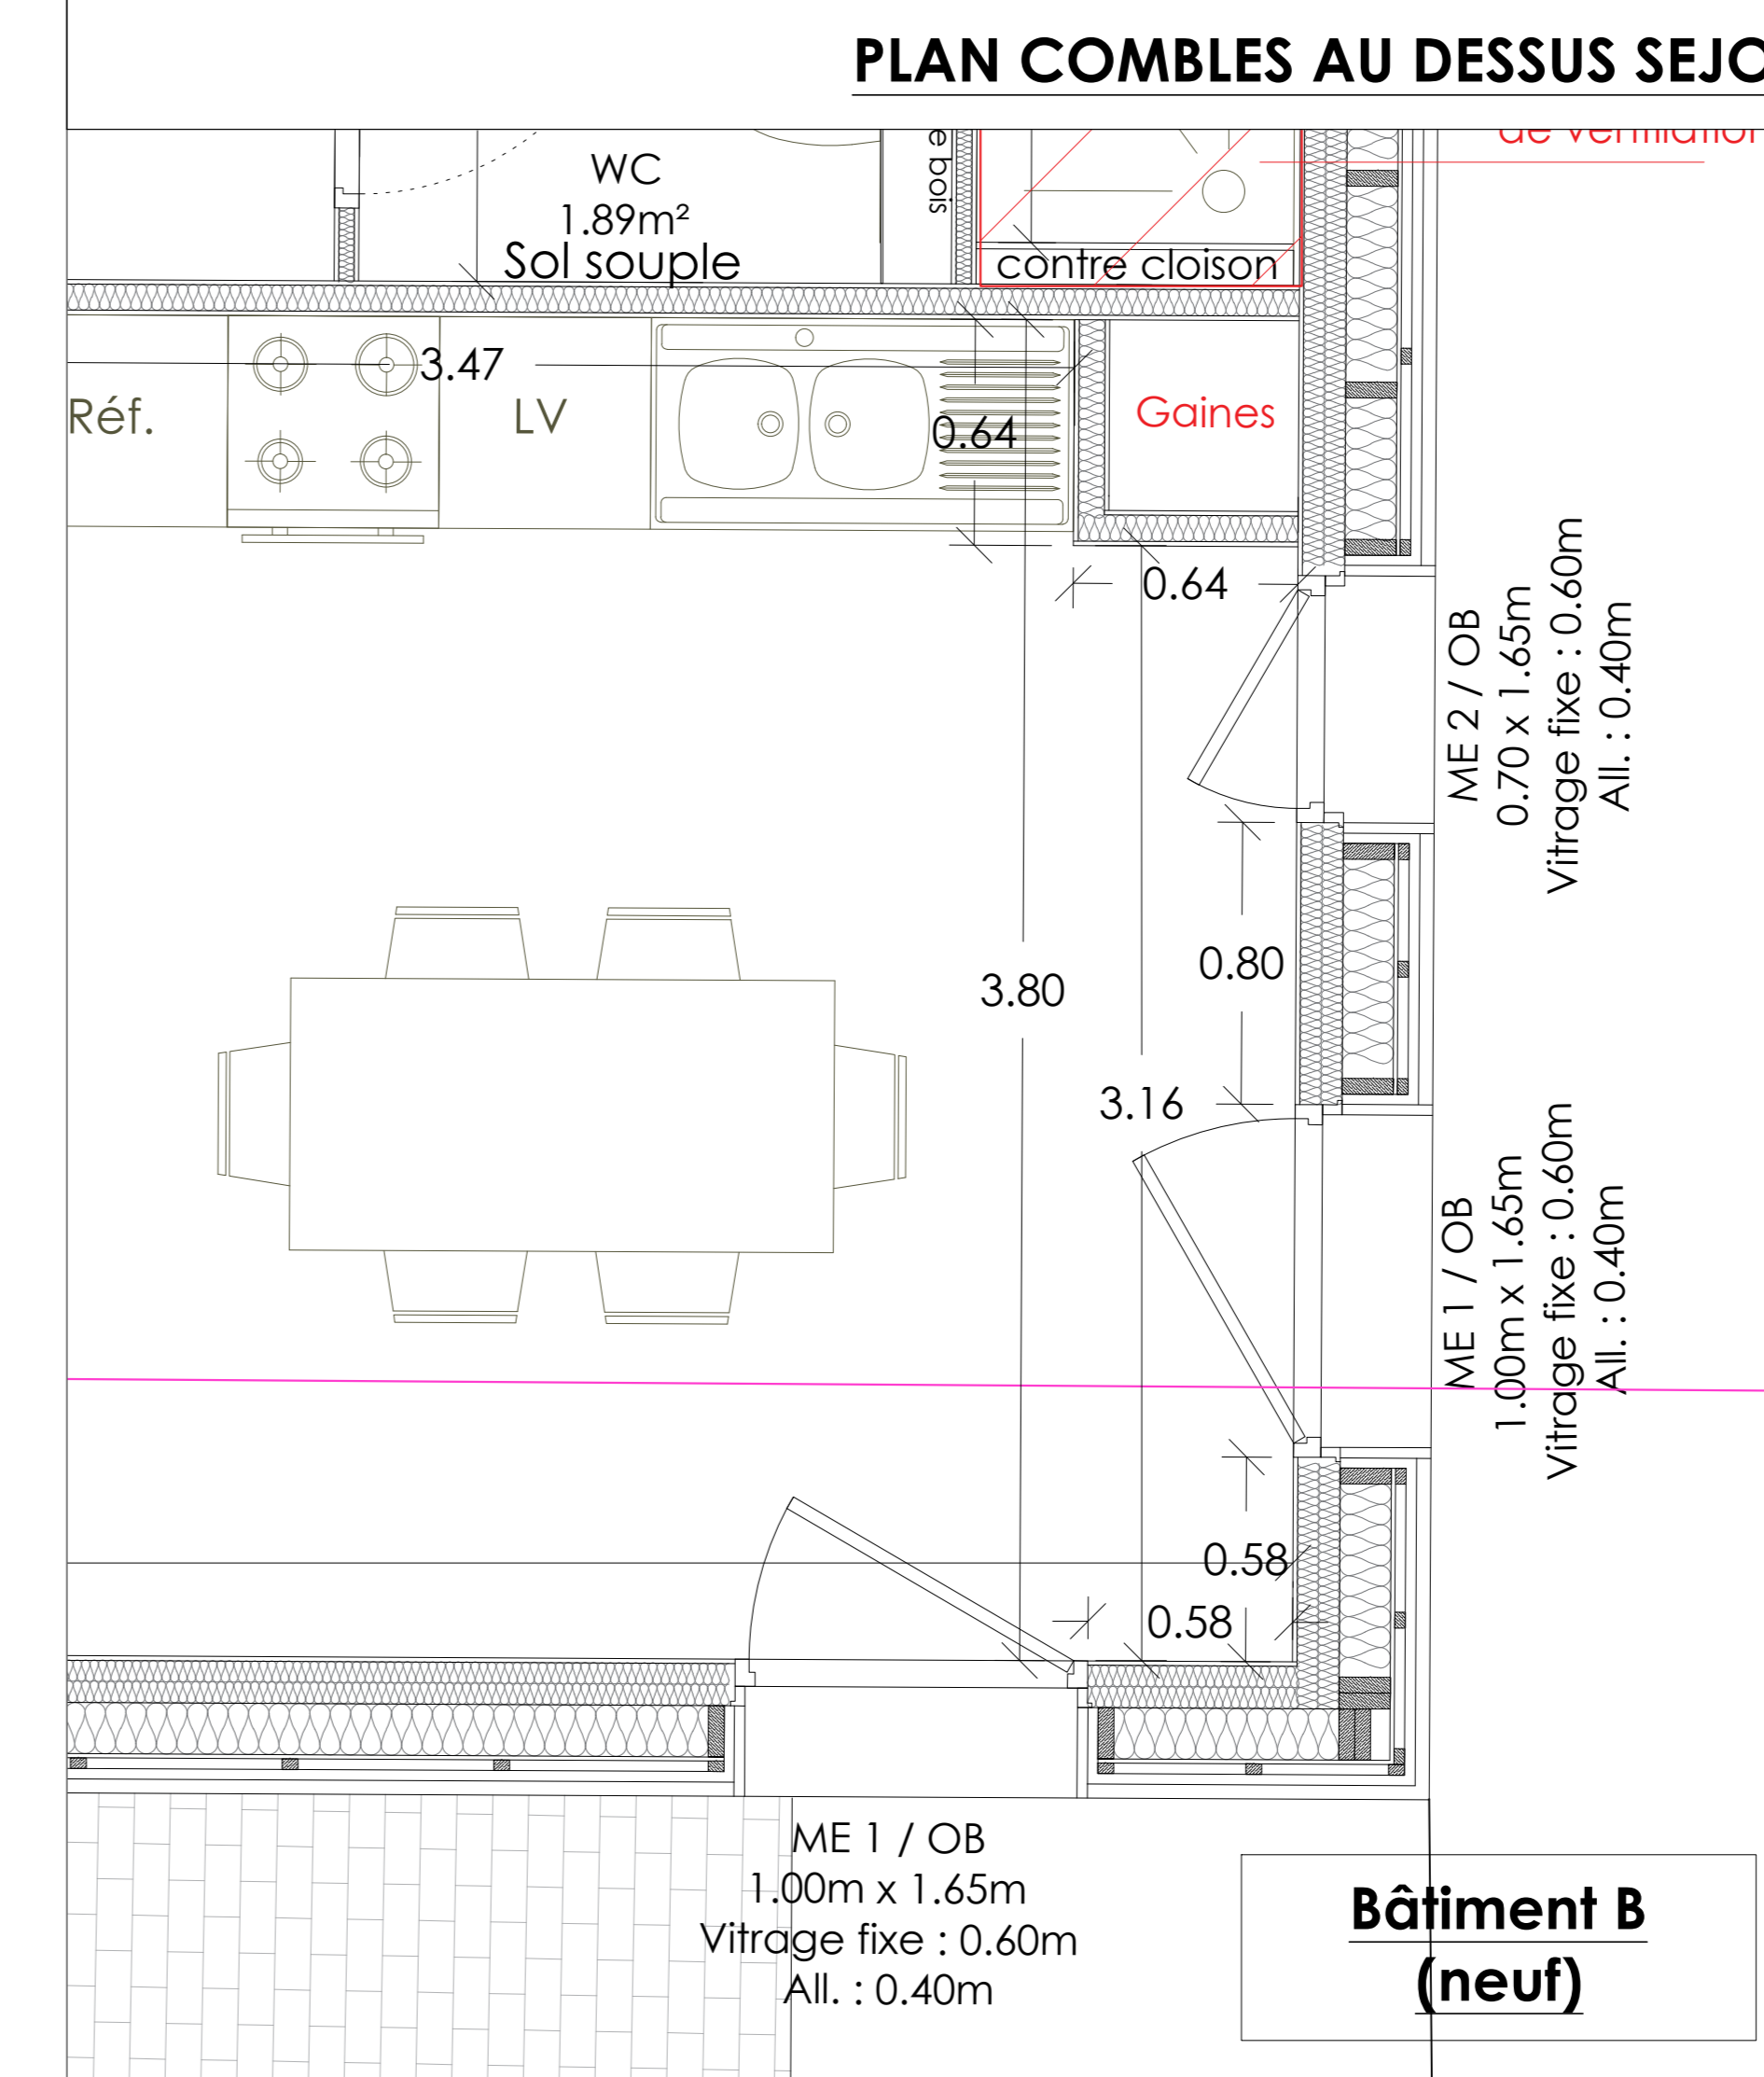 PLAN COMBLES AU DESSUS SEJO
de ventilation
WC
1.89m²
Sol souple
e bois
contre cloison
3.47
Réf.
LV
0.64
Gaines
0.64
ME 2 / OB
0.70 x 1.65m
Vitrage fixe : 0.60m
All. : 0.40m
0.80
3.80
3.16
ME 1 / OB
1.00m x 1.65m
Vitrage fixe : 0.60m
All. : 0.40m
0.58
0.58
ME 1 / OB
1.00m x 1.65m
Vitrage fixe : 0.60m
All. : 0.40m
Bâtiment B
(neuf)